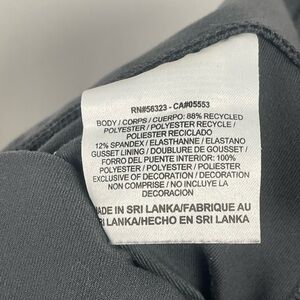 RN#56323 - CA#05553
BODY / CORPS / CUERPO: 88% RECYCLED
POLYESTER / POLYESTER RECYCLE /
POLIESTER RECICLADO
12% SPANDEX / ELASTHANNE / ELASTANO
GUSSET LINING / DOUBLURE DE GOUSSET /
FORRO DEL PUENTE INTERIOR: 100%
POLYESTER / POLYESTER / POLIESTER
EXCLUSIVE OF DECORATION / DECORATION
NON COMPRISE / NO INCLUYE LA
DECORACION
IN SRI LANKA/FABRIQUE AU
LANKA/HECHO EN SRI LANKA